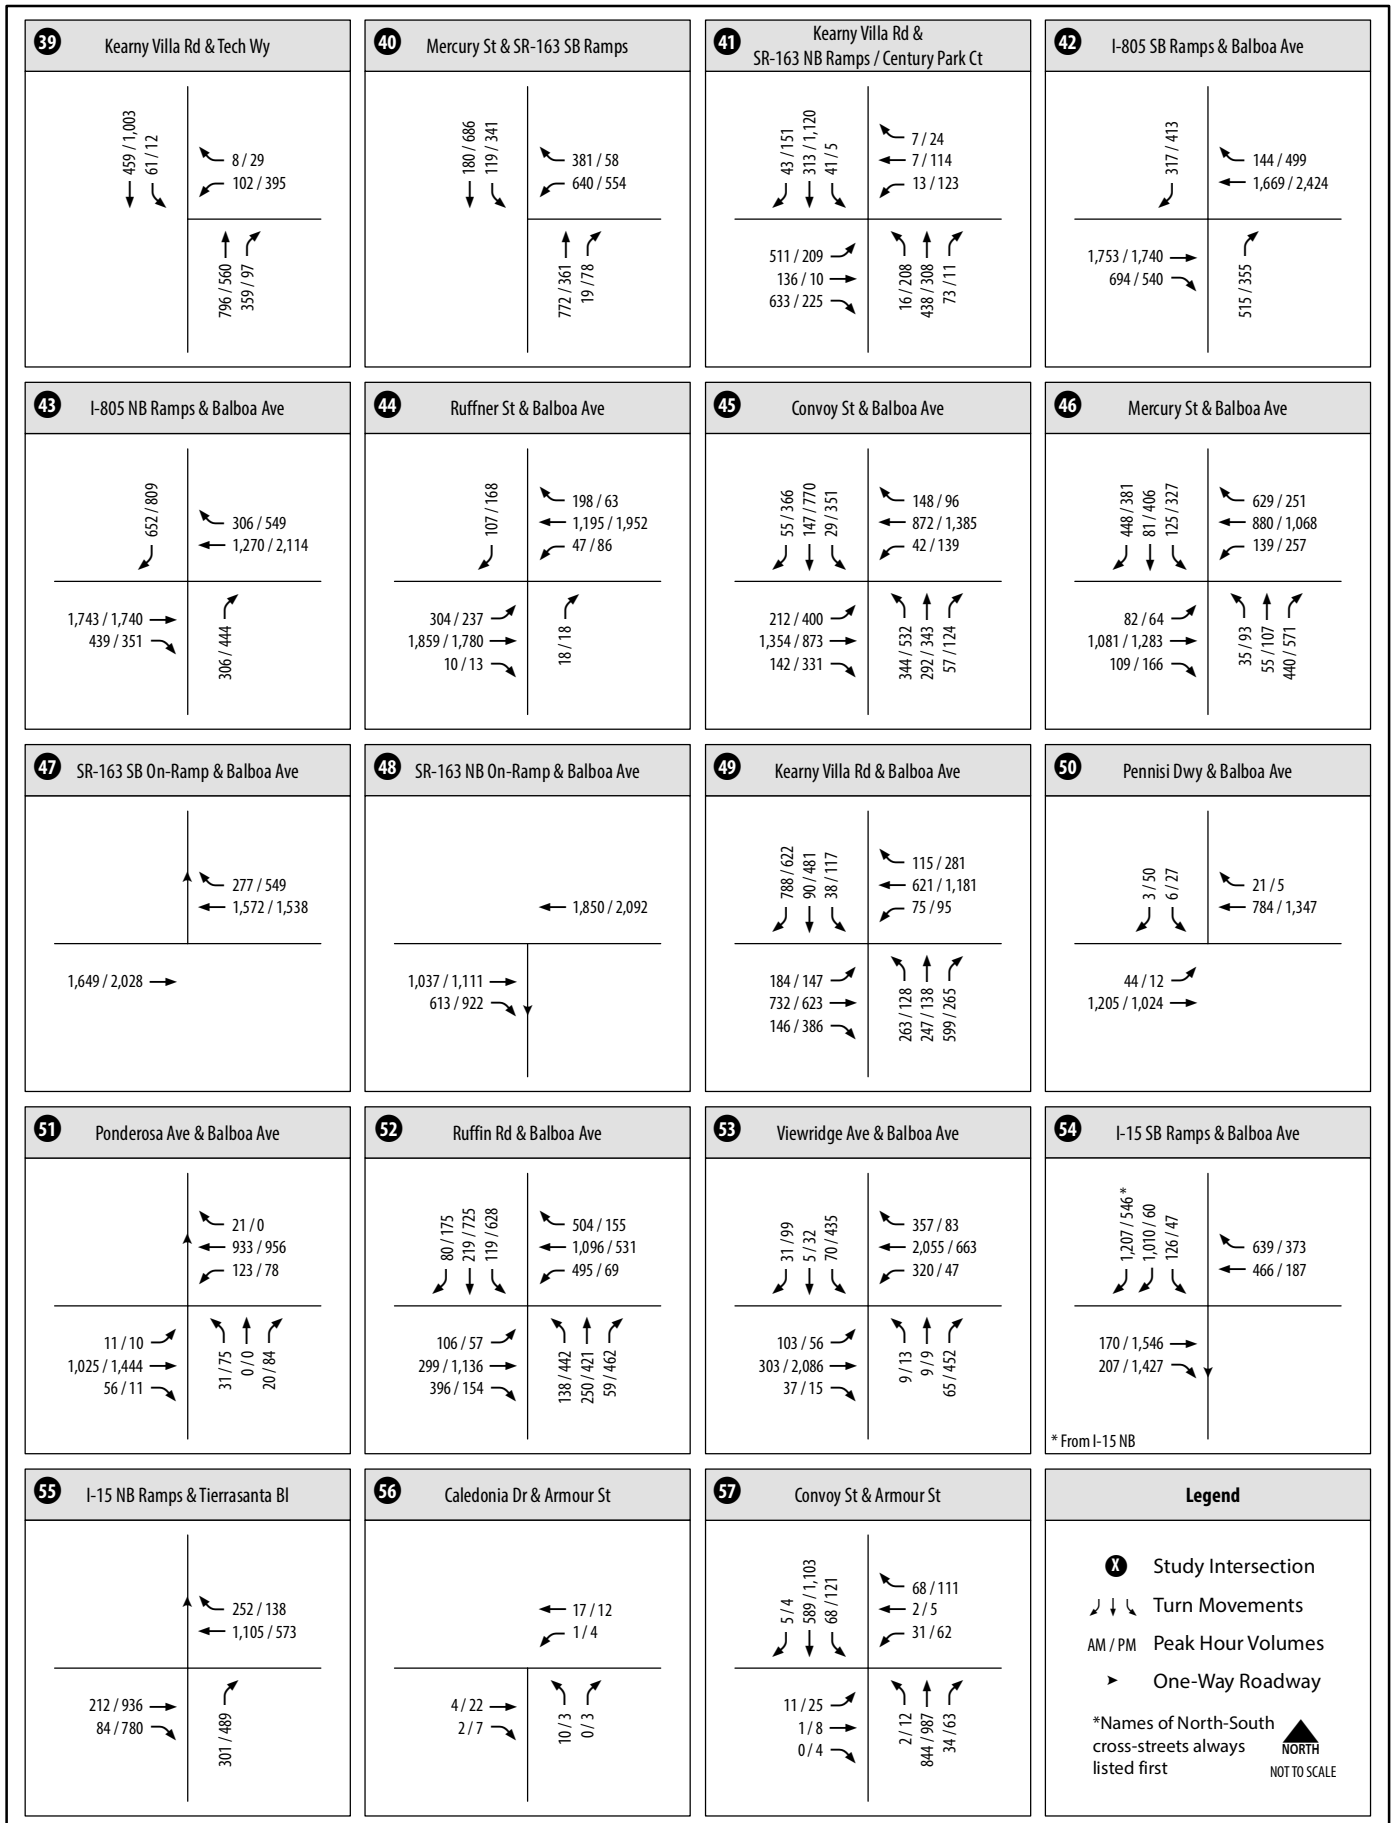 39 Kearny Villa Rd & Tech Wy
459 / 1,003
61 / 12
8 / 29
102 / 395
796 / 560
359 / 97
40 Mercury St & SR-163 SB Ramps
180 / 686
119 / 341
381 / 58
640 / 554
772 / 361
19 / 78
41 Kearny Villa Rd &
SR-163 NB Ramps / Century Park Ct
43 / 151
313 / 1,120
41 / 5
7 / 24
7 / 114
13 / 123
511 / 209
136 / 10
633 / 225
16 / 208
438 / 308
73 / 11
42 I-805 SB Ramps & Balboa Ave
317 / 413
144 / 499
1,669 / 2,424
1,753 / 1,740
694 / 540
515 / 355
43 I-805 NB Ramps & Balboa Ave
652 / 809
306 / 549
1,270 / 2,114
1,743 / 1,740
439 / 351
306 / 444
44 Ruffner St & Balboa Ave
107 / 168
198 / 63
1,195 / 1,952
47 / 86
304 / 237
1,859 / 1,780
10 / 13
18 / 18
45 Convoy St & Balboa Ave
55 / 366
147 / 770
29 / 351
148 / 96
872 / 1,385
42 / 139
212 / 400
1,354 / 873
142 / 331
344 / 532
292 / 343
57 / 124
46 Mercury St & Balboa Ave
448 / 381
81 / 406
125 / 327
629 / 251
880 / 1,068
139 / 257
82 / 64
1,081 / 1,283
109 / 166
35 / 93
55 / 107
440 / 571
47 SR-163 SB On-Ramp & Balboa Ave
277 / 549
1,572 / 1,538
1,649 / 2,028
48 SR-163 NB On-Ramp & Balboa Ave
1,850 / 2,092
1,037 / 1,111
613 / 922
49 Kearny Villa Rd & Balboa Ave
788 / 622
90 / 481
38 / 117
115 / 281
621 / 1,181
75 / 95
184 / 147
732 / 623
146 / 386
263 / 128
247 / 138
599 / 265
50 Pennisi Dwy & Balboa Ave
3 / 50
6 / 27
21 / 5
784 / 1,347
44 / 12
1,205 / 1,024
51 Ponderosa Ave & Balboa Ave
21 / 0
933 / 956
123 / 78
11 / 10
1,025 / 1,444
56 / 11
31 / 75
0 / 0
20 / 84
52 Ruffin Rd & Balboa Ave
80 / 175
219 / 725
119 / 628
504 / 155
1,096 / 531
495 / 69
106 / 57
299 / 1,136
396 / 154
138 / 442
250 / 421
59 / 462
53 Viewridge Ave & Balboa Ave
31 / 99
5 / 32
70 / 435
357 / 83
2,055 / 663
320 / 47
103 / 56
303 / 2,086
37 / 15
9 / 13
9 / 9
65 / 452
54 I-15 SB Ramps & Balboa Ave
1,207 / 546 *
1,010 / 60
126 / 47
639 / 373
466 / 187
170 / 1,546
207 / 1,427
* From I-15 NB
55 I-15 NB Ramps & Tierrasanta Bl
252 / 138
1,105 / 573
212 / 936
84 / 780
301 / 489
56 Caledonia Dr & Armour St
17 / 12
1 / 4
4 / 22
2 / 7
10 / 3
0 / 3
57 Convoy St & Armour St
5 / 4
589 / 1,103
68 / 121
68 / 111
2 / 5
31 / 62
11 / 25
1 / 8
0 / 4
2 / 12
844 / 987
34 / 63
Legend
X Study Intersection
Turn Movements
AM / PM Peak Hour Volumes
One-Way Roadway
*Names of North-South
cross-streets always
listed first
NORTH
NOT TO SCALE